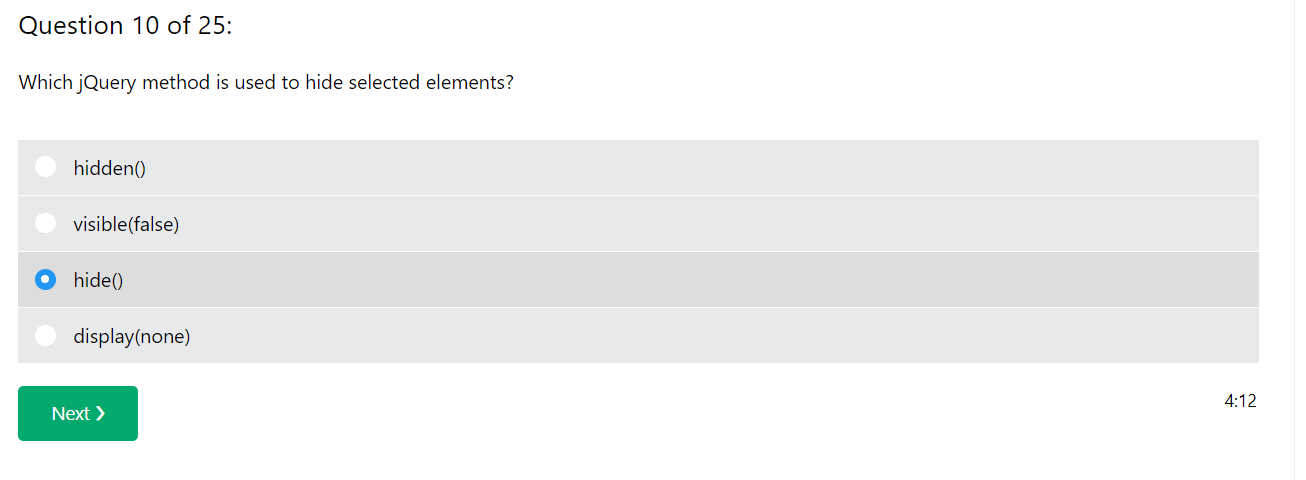 Question 10 of 25:
Which jQuery method is used to hide selected elements?
hidden()
visible(false)
hide()
display(none)
Next ❯
4:12